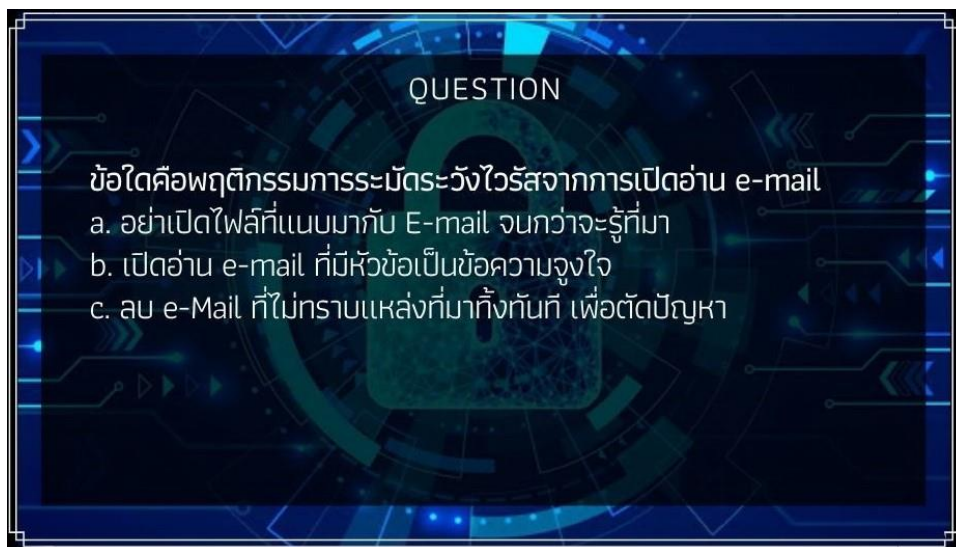 QUESTION
ข้อใดคือพฤติกรรมการระมัดระวังไวรัสจากการเปิดอ่าน e-mail
a. อย่าเปิดไฟล์ที่แนบมากับ E-mail จนกว่าจะรู้ที่มา
b. เปิดอ่าน e-mail ที่มีหัวข้อเป็นข้อความจูงใจ
c. ลบ e-Mail ที่ไม่ทราบแหล่งที่มาทิ้งทันที เพื่อตัดปัญหา